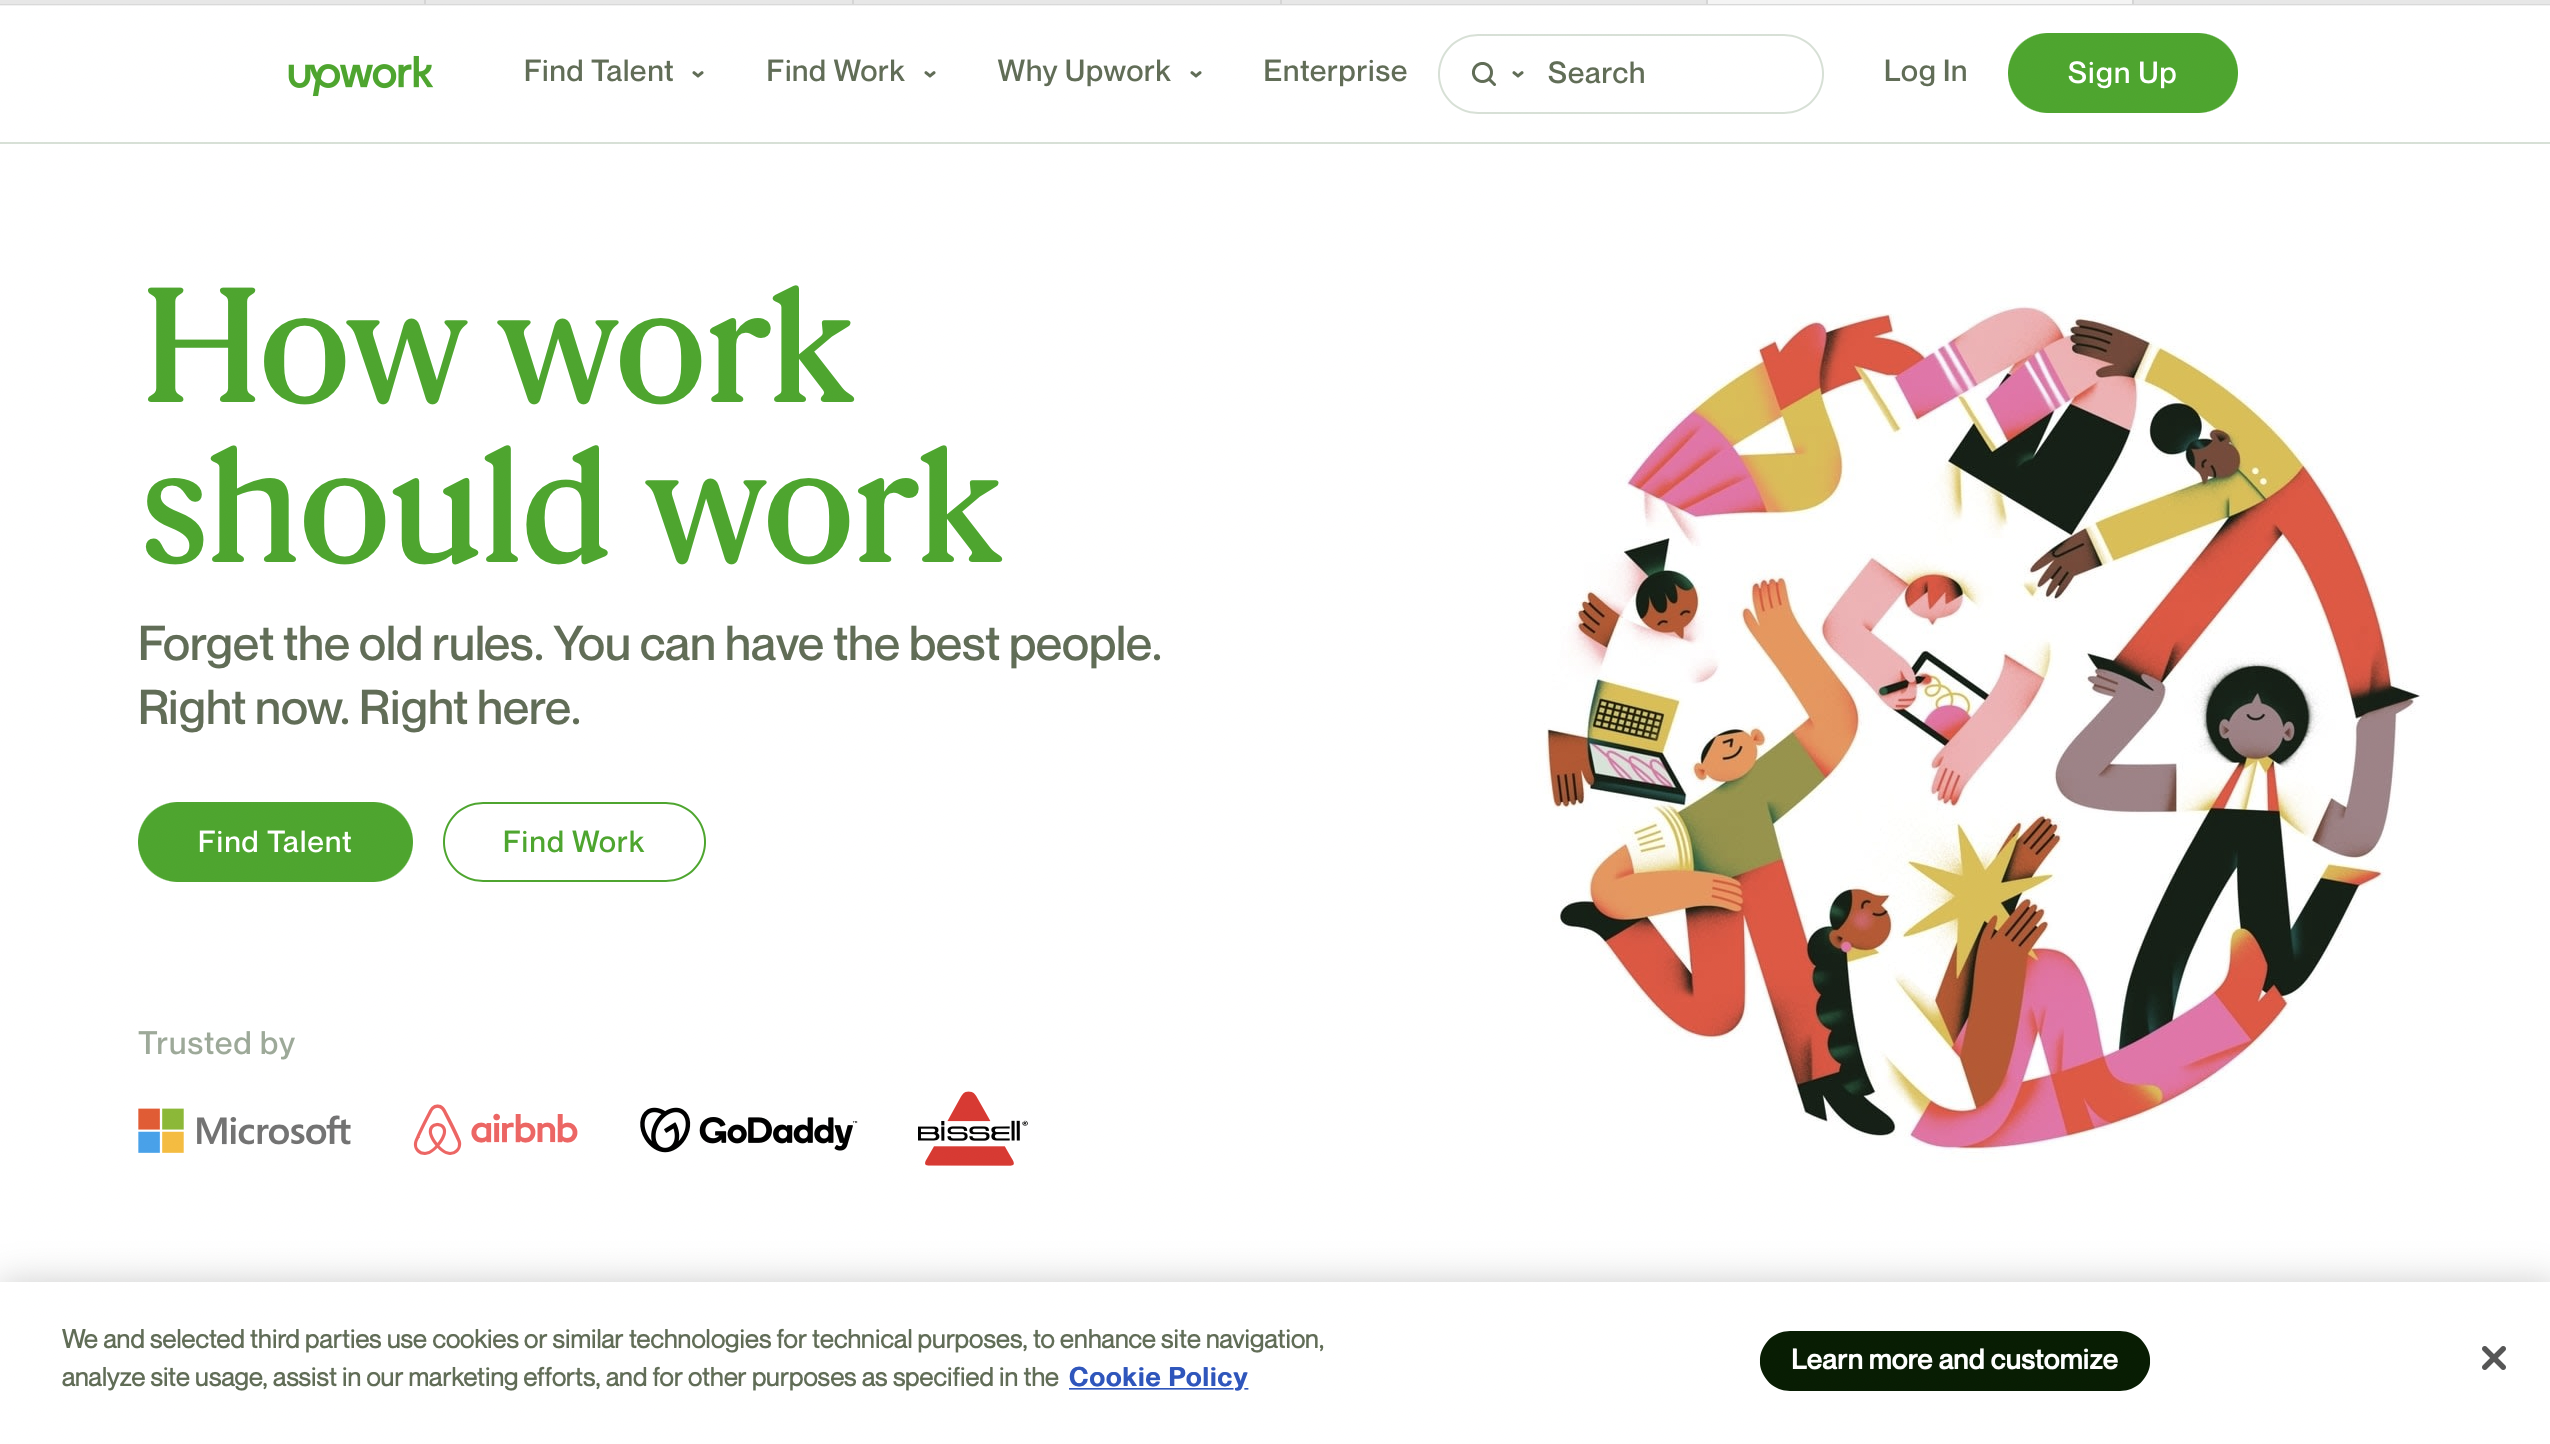 upwork
Find Talent
Find Work
Why Upwork
Enterprise
Search
Log In
Sign Up
How work
should work
Forget the old rules. You can have the best people.
Right now. Right here.
Find Talent
Find Work
Trusted by
Microsoft
airbnb
GoDaddy
BISSELL®
We and selected third parties use cookies or similar technologies for technical purposes, to enhance site navigation,
analyze site usage, assist in our marketing efforts, and for other purposes as specified in the Cookie Policy
Learn more and customize